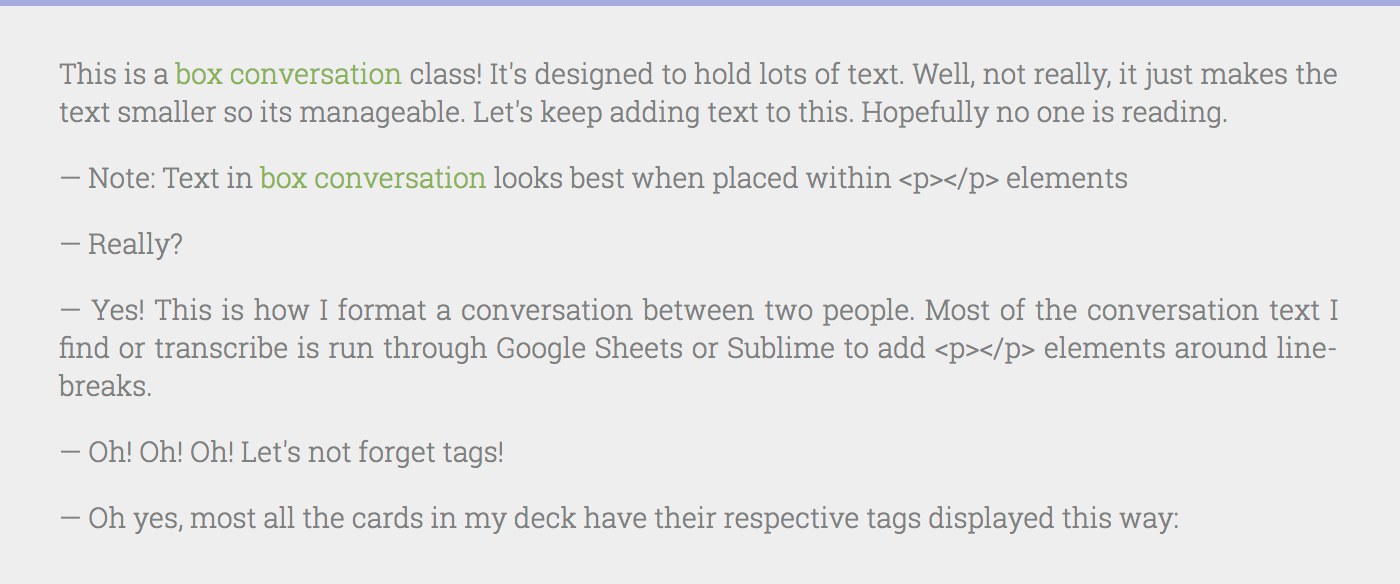 This is a box conversation class! It's designed to hold lots of text. Well, not really, it just makes the
text smaller so its manageable. Let's keep adding text to this. Hopefully no one is reading.
— Note: Text in box conversation looks best when placed within <p></p> elements
— Really?
— Yes! This is how I format a conversation between two people. Most of the conversation text I
find or transcribe is run through Google Sheets or Sublime to add <p></p> elements around line-
breaks.
— Oh! Oh! Oh! Let's not forget tags!
— Oh yes, most all the cards in my deck have their respective tags displayed this way: